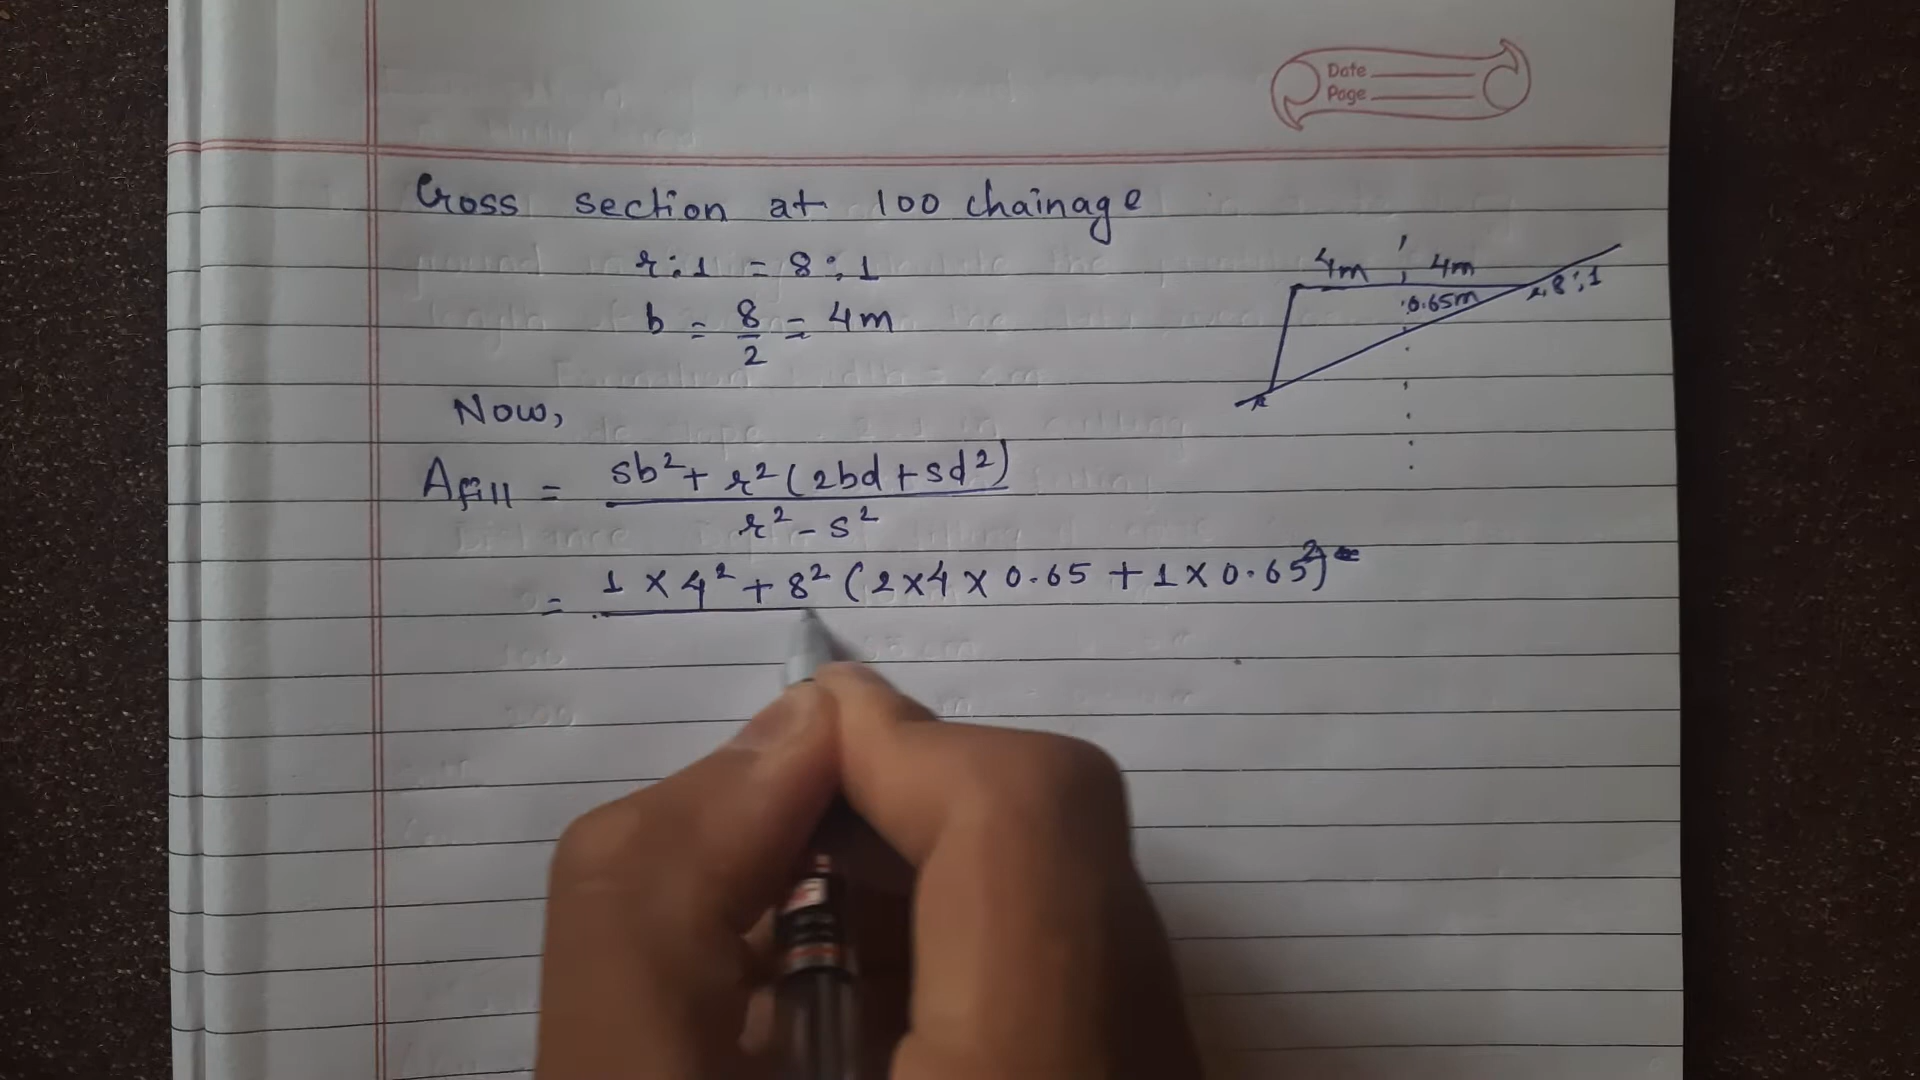 Date
Page
Cross section at 100 chainage
r:1 = 8:1
b = 8/2 = 4m
4m 4m
0.65m
8:1
Now,
Afill = sb² + r²(2bd + sd²) / r² - s²
= 1 × 4² + 8² (2×4 × 0.65 + 1 × 0.65²)